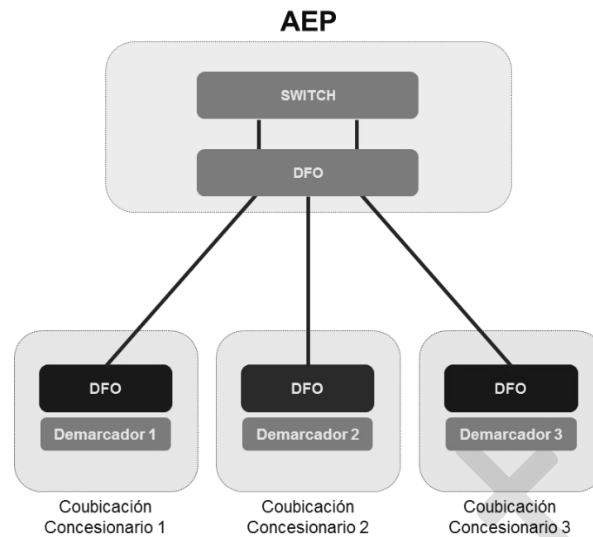 AEP
SWITCH
DFO
DFO
DFO
DFO
Demarcador 1
Demarcador 2
Demarcador 3
Coubicación
Concesionario 1
Coubicación
Concesionario 2
Coubicación
Concesionario 3